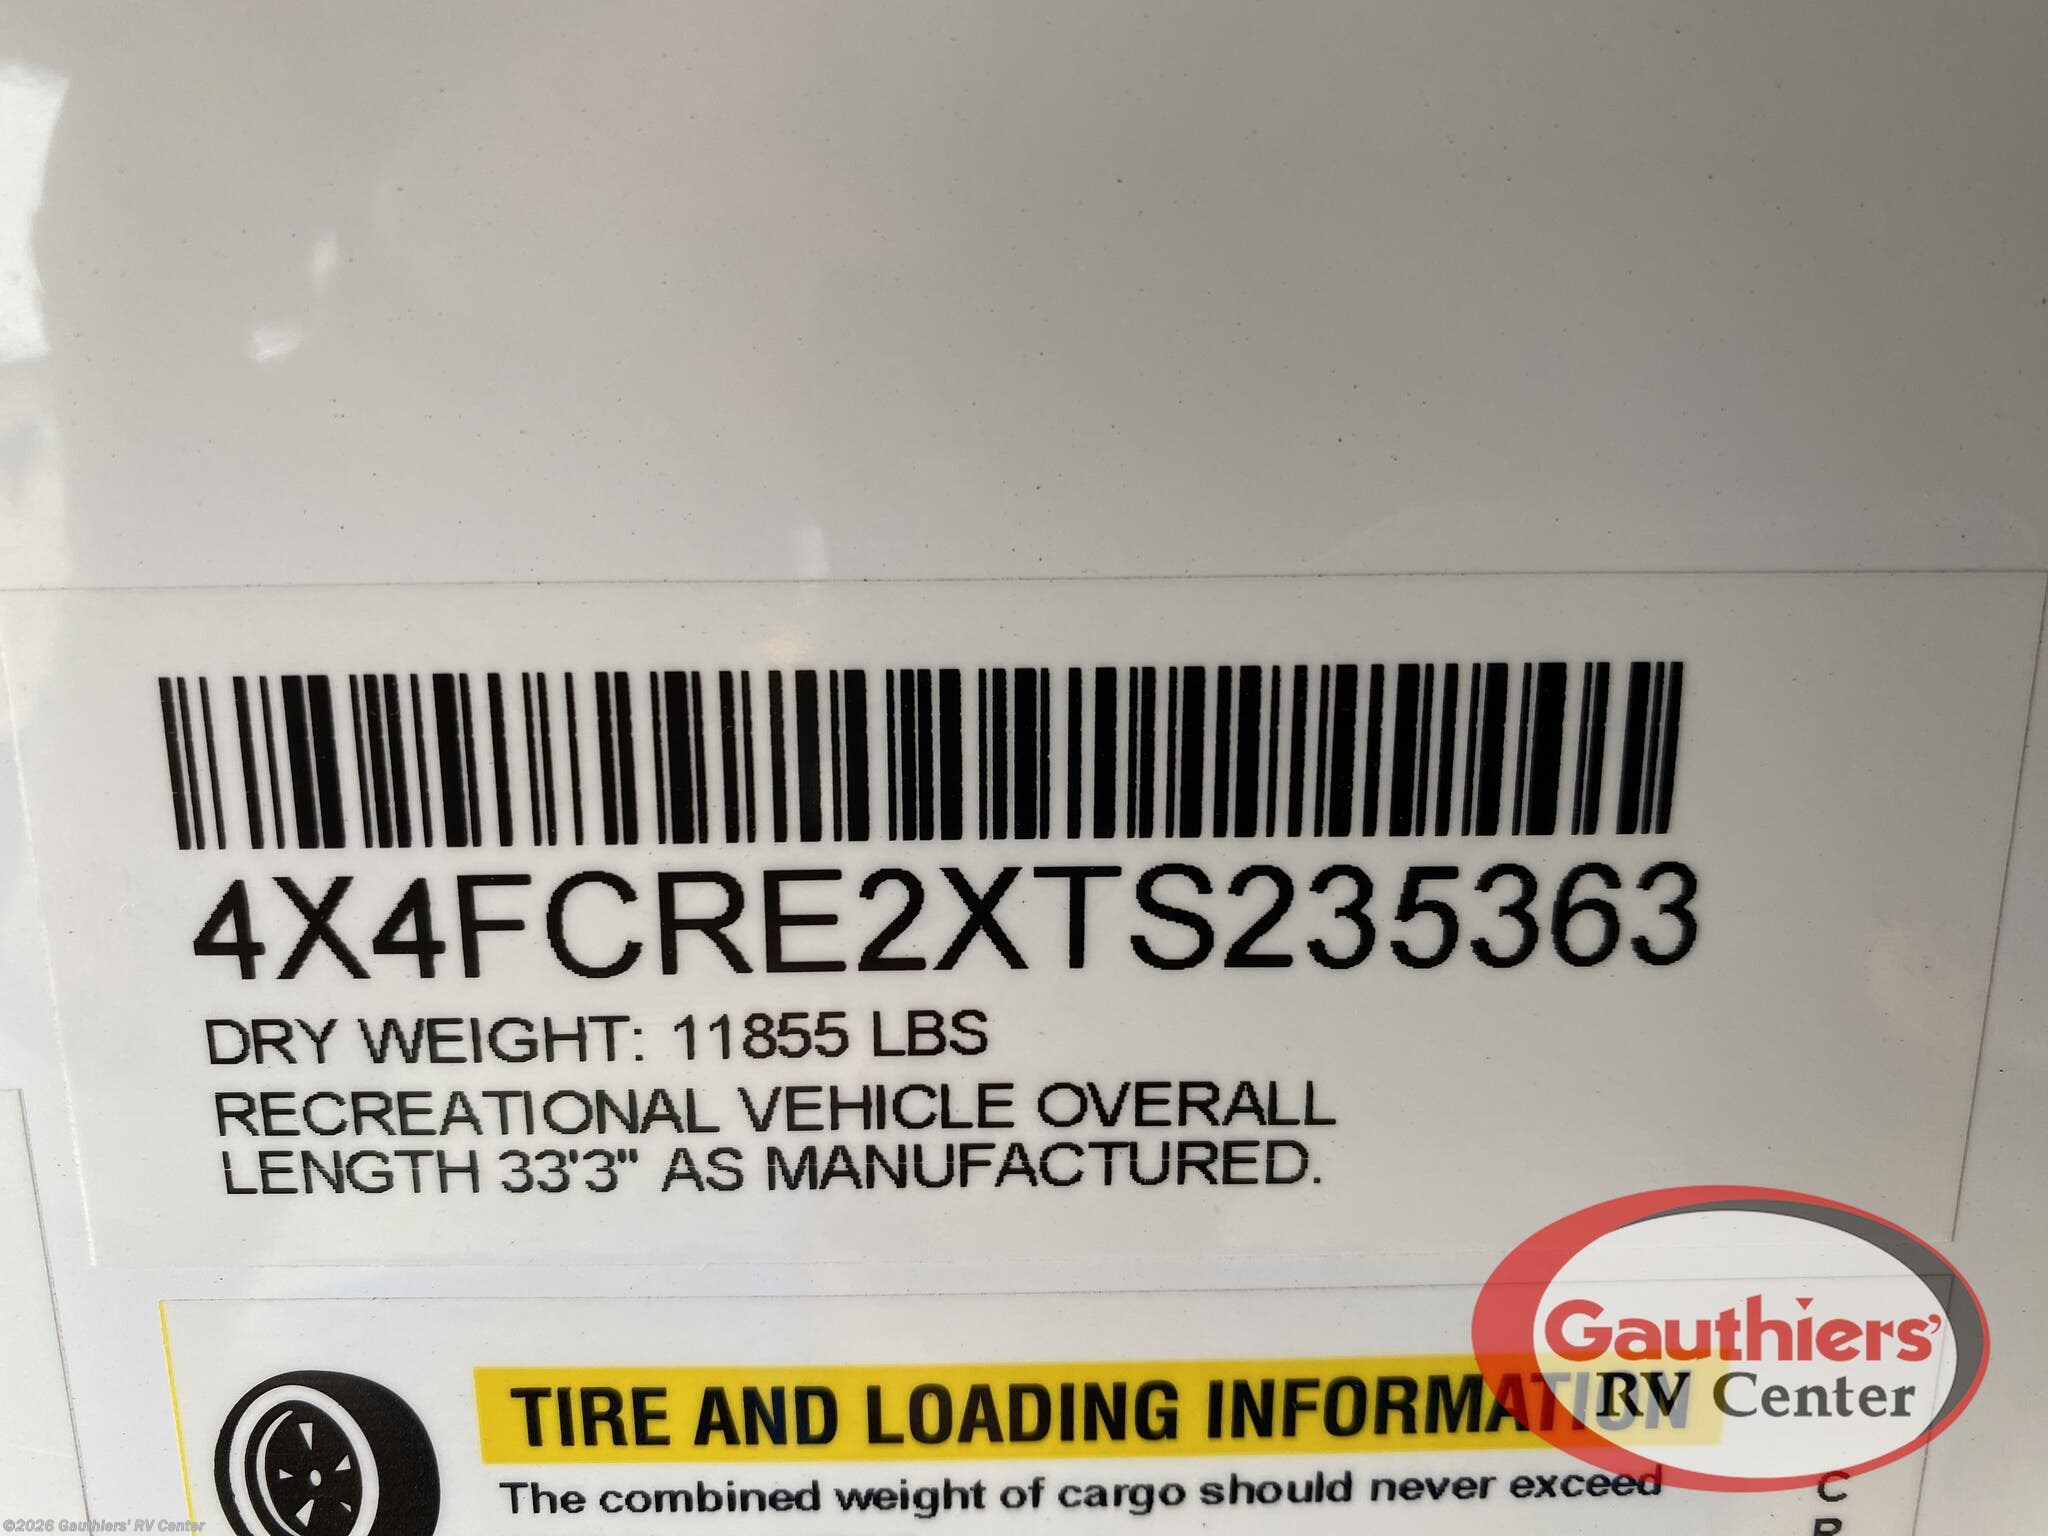 4X4FCRE2XTS235363
DRY WEIGHT: 11855 LBS
RECREATIONAL VEHICLE OVERALL
LENGTH 33'3" AS MANUFACTURED.
Gauthiers'
RV Center
TIRE AND LOADING INFORMATION
The combined weight of cargo should never exceed
C
©2026 Gauthiers' RV Center